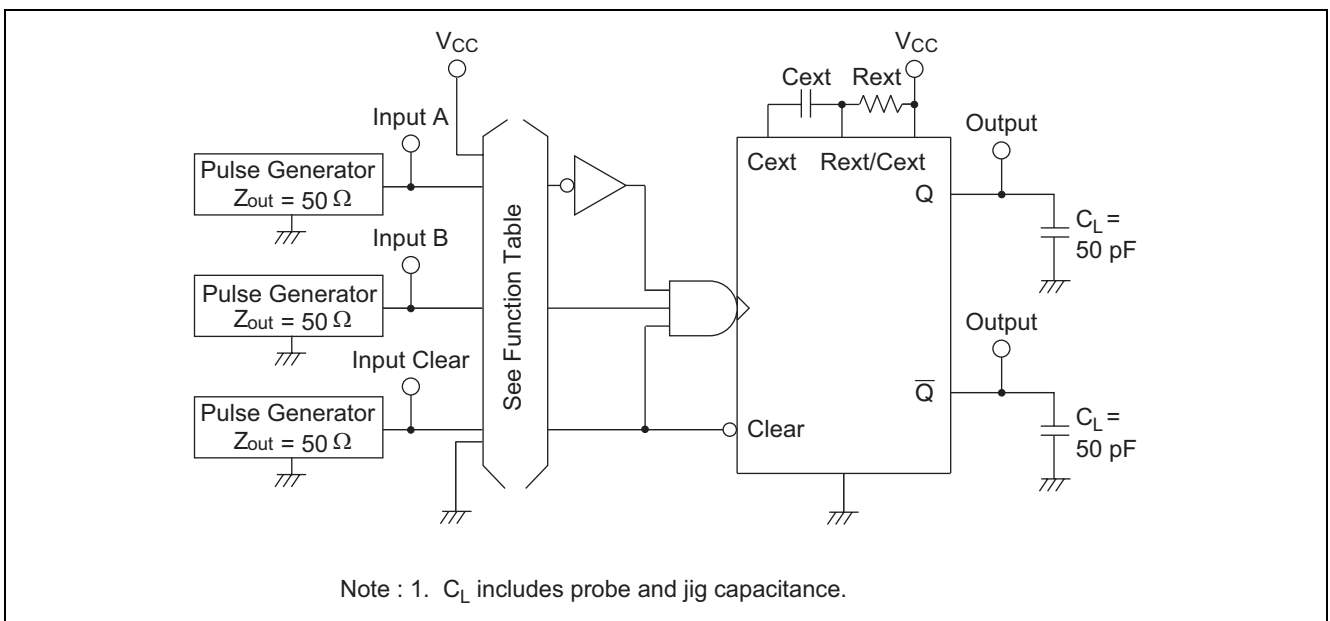 VCC
VCC
Cext Rext
Input A
Output
Pulse Generator
Zout = 50 Ω
Cext Rext/Cext
Q
CL =
50 pF
Input B
See Function Table
Pulse Generator
Zout = 50 Ω
Output
Input Clear
Q̅
Pulse Generator
Zout = 50 Ω
Clear
CL =
50 pF
Note : 1. CL includes probe and jig capacitance.